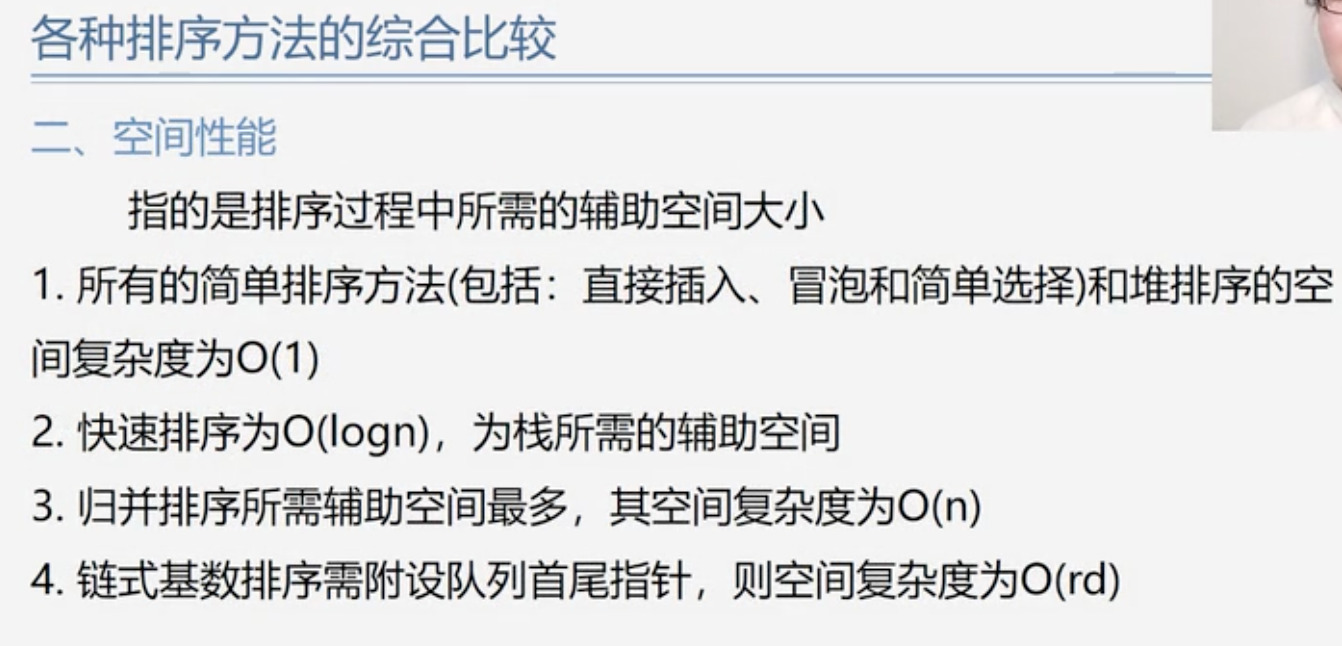 各种排序方法的综合比较
二、空间性能
指的是排序过程中所需的辅助空间大小
1. 所有的简单排序方法(包括：直接插入、冒泡和简单选择)和堆排序的空
间复杂度为O(1)
2. 快速排序为O(logn)，为栈所需的辅助空间
3. 归并排序所需辅助空间最多，其空间复杂度为O(n)
4. 链式基数排序需附设队列首尾指针，则空间复杂度为O(rd)